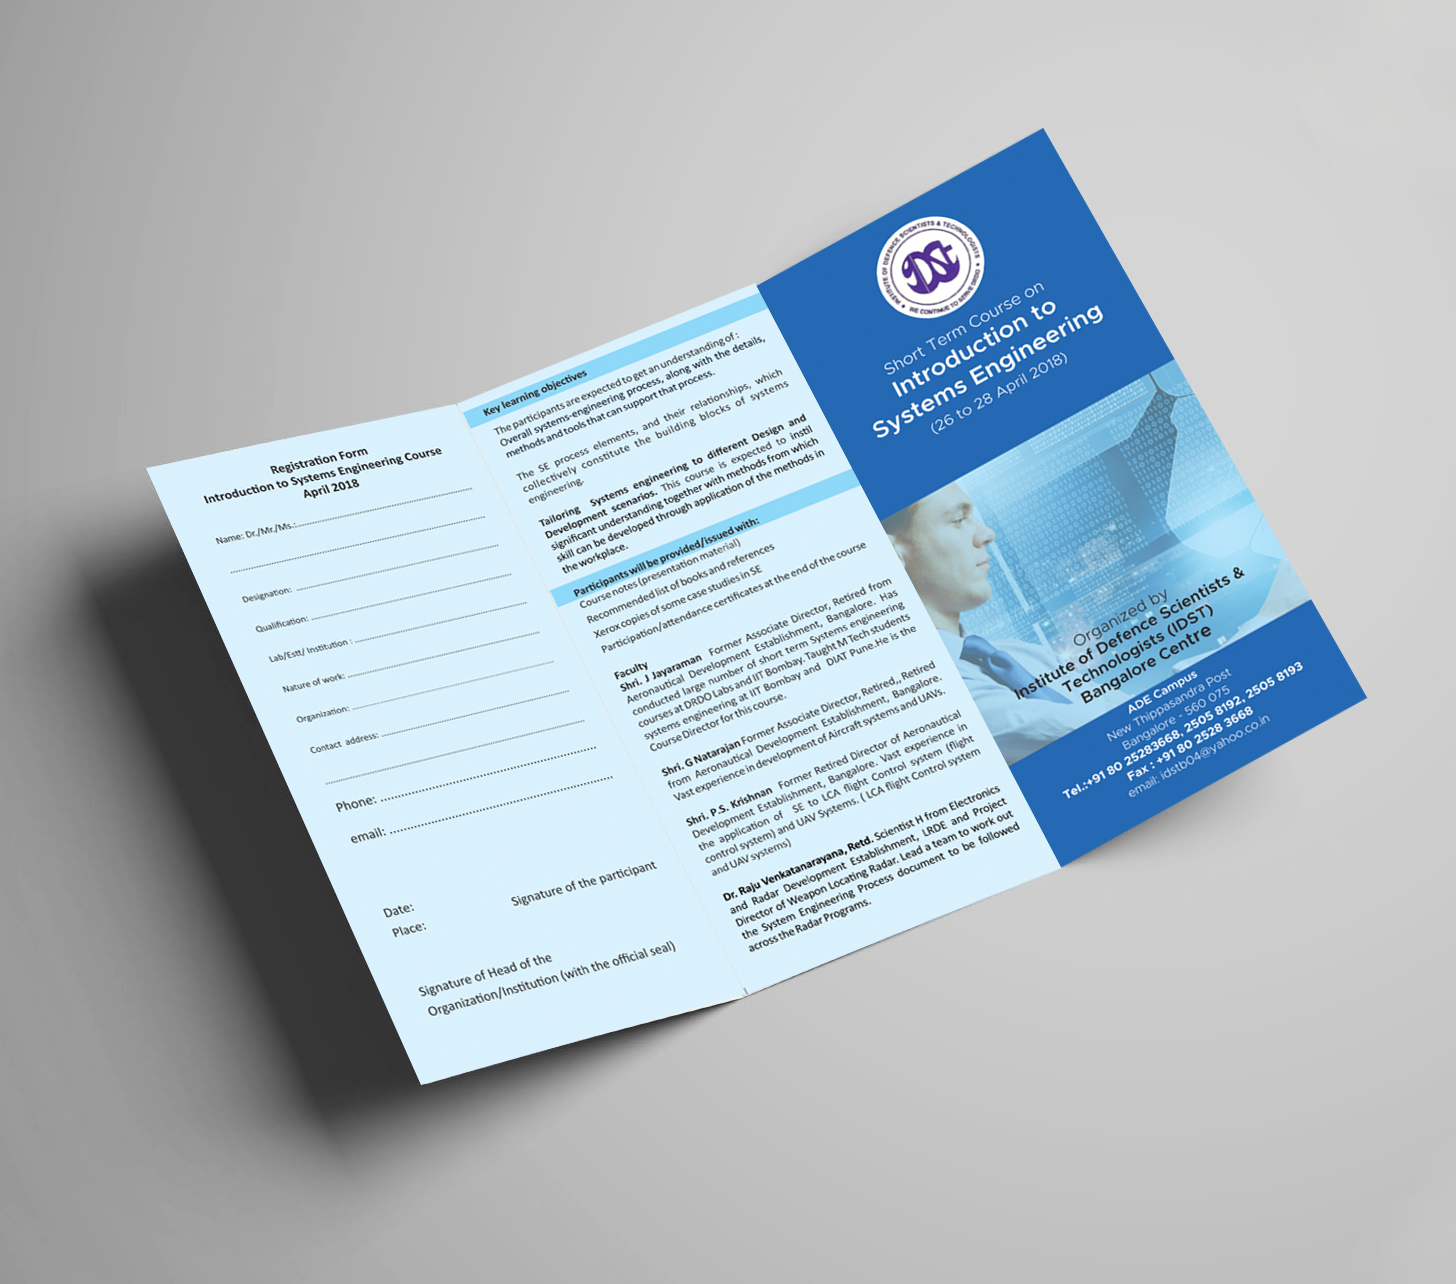 Registration Form
Introduction to Systems Engineering Course
April 2018
Name: Dr./Mr./Ms.:
Designation:
Qualification:
Lab/Estt/ Institution :
Nature of work:
Organization:
Contact address:
Phone:
email:
Date:
Signature of the participant
Place:
Signature of Head of the
Organization/Institution (with the official seal)
Key learning objectives
The participants are expected to get an understanding of :
Overall systems-engineering process, along with the details,
methods and tools that can support that process.
The SE process elements, and their relationships, which
collectively constitute the building blocks of systems
engineering.
Tailoring Systems engineering to different Design and
Development scenarios. This course is expected to instil
significant understanding together with methods from which
skill can be developed through application of the methods in
the workplace.
Participants will be provided/issued with:
Course notes (presentation material)
Recommended list of books and references
Xerox copies of some case studies in SE
Participation/attendance certificates at the end of the course
Faculty
Shri. J Jayaraman Former Associate Director, Retired from
Aeronautical Development Establishment, Bangalore. Has
conducted large number of short term Systems engineering
courses at DRDO Labs and IIT Bombay. Taught M Tech students
systems engineering at IIT Bombay and DIAT Pune.He is the
Course Director for this course.
Shri. G Natarajan Former Associate Director, Retired,, Retired
from Aeronautical Development Establishment, Bangalore.
Vast experience in development of Aircraft systems and UAVs.
Shri. P.S. Krishnan Former Retired Director of Aeronautical
Development Establishment, Bangalore. Vast experience in
the application of SE to LCA flight Control system (flight
control system) and UAV Systems. ( LCA flight Control system
and UAV systems)
Dr. Raju Venkatanarayana, Retd. Scientist H from Electronics
and Radar Development Establishment, LRDE and Project
Director of Weapon Locating Radar. Lead a team to work out
the System Engineering Process document to be followed
across the Radar Programs.
INSTITUTE OF DEFENCE SCIENTISTS & TECHNOLOGISTS
IDST
WE CONTINUE TO SERVE DRDO
Short Term Course on
Introduction to
Systems Engineering
(26 to 28 April 2018)
Organized by
Institute of Defence Scientists &
Technologists (IDST)
Bangalore Centre
ADE Campus
New Thippasandra Post
Bangalore - 560 075
Tel.:+91 80 25283668, 2505 8192, 2505 8193
Fax : +91 80 2528 3668
email: idstb04@yahoo.co.in